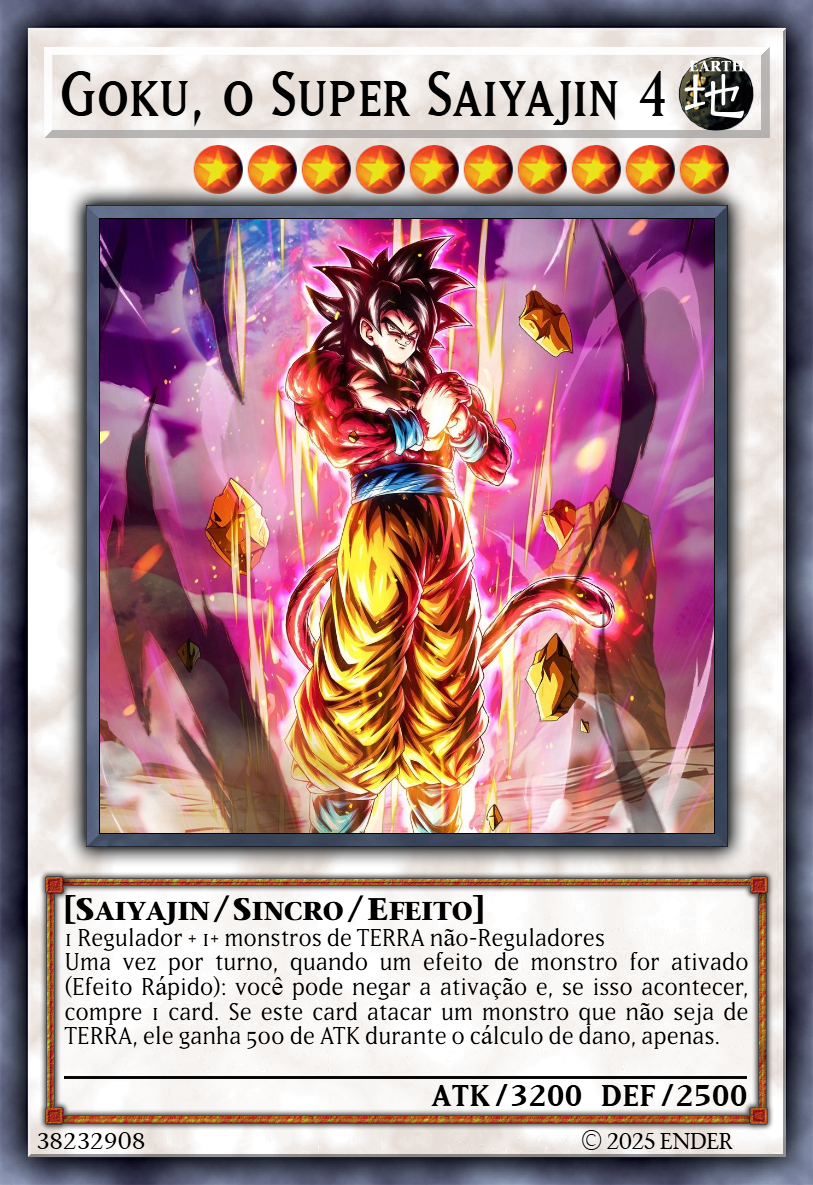 Goku, o Super Saiyajin 4
EARTH
地
[Saiyajin/Sincro/Efeito]
1 Regulador + 1+ monstros de TERRA não-Reguladores
Uma vez por turno, quando um efeito de monstro for ativado
(Efeito Rápido): você pode negar a ativação e, se isso acontecer,
compre 1 card. Se este card atacar um monstro que não seja de
TERRA, ele ganha 500 de ATK durante o cálculo de dano, apenas.
ATK/3200 DEF/2500
38232908
© 2025 ENDER